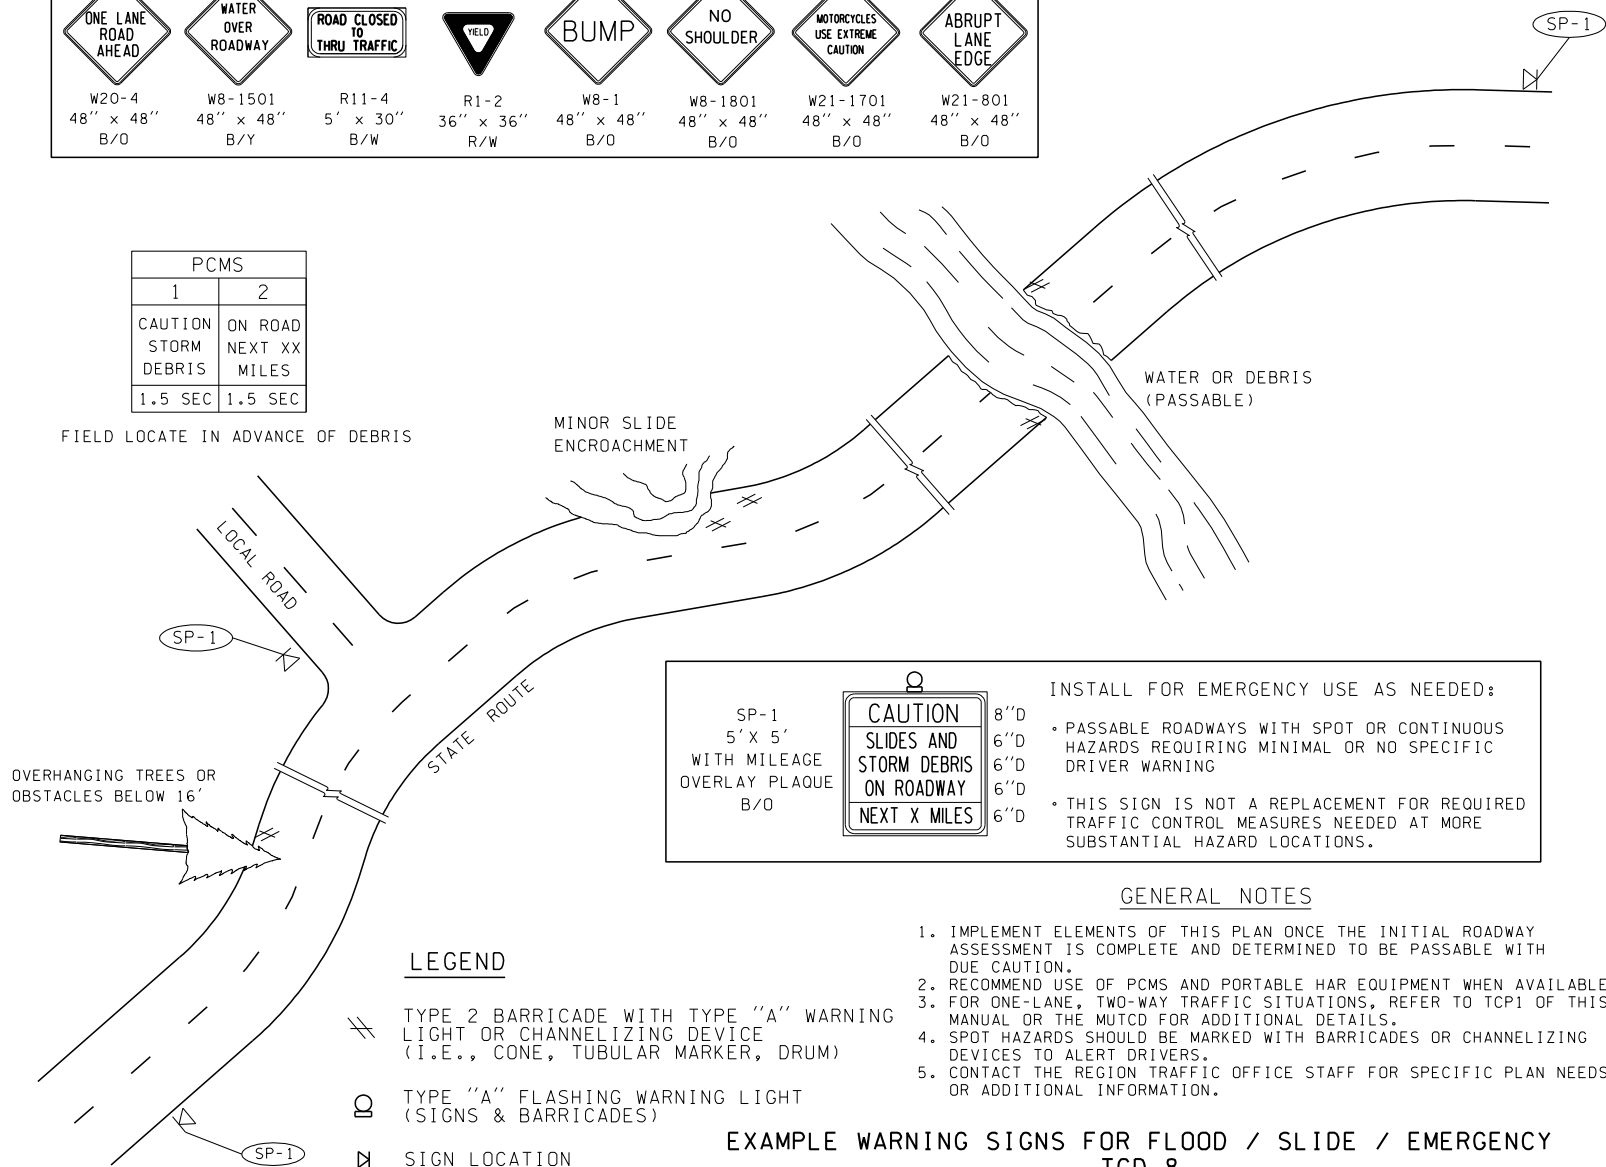 ONE LANE
ROAD
AHEAD
W20-4
48" x 48"
B/O
WATER
OVER
ROADWAY
W8-1501
48" x 48"
B/Y
ROAD CLOSED
TO
THRU TRAFFIC
R11-4
5' x 30"
B/W
YIELD
R1-2
36" x 36"
R/W
BUMP
W8-1
48" x 48"
B/O
NO
SHOULDER
W8-1801
48" x 48"
B/O
MOTORCYCLES
USE EXTREME
CAUTION
W21-1701
48" x 48"
B/O
ABRUPT
LANE
EDGE
W21-801
48" x 48"
B/O
SP-1
PCMS
1 2
CAUTION ON ROAD
STORM NEXT XX
DEBRIS MILES
1.5 SEC 1.5 SEC
FIELD LOCATE IN ADVANCE OF DEBRIS
WATER OR DEBRIS
(PASSABLE)
MINOR SLIDE
ENCROACHMENT
LOCAL ROAD
SP-1
STATE ROUTE
OVERHANGING TREES OR
OBSTACLES BELOW 16'
SP-1
5'X 5'
WITH MILEAGE
OVERLAY PLAQUE
B/O
CAUTION 8"D
SLIDES AND 6"D
STORM DEBRIS 6"D
ON ROADWAY 6"D
NEXT X MILES 6"D
INSTALL FOR EMERGENCY USE AS NEEDED:
• PASSABLE ROADWAYS WITH SPOT OR CONTINUOUS
HAZARDS REQUIRING MINIMAL OR NO SPECIFIC
DRIVER WARNING
• THIS SIGN IS NOT A REPLACEMENT FOR REQUIRED
TRAFFIC CONTROL MEASURES NEEDED AT MORE
SUBSTANTIAL HAZARD LOCATIONS.
GENERAL NOTES
1. IMPLEMENT ELEMENTS OF THIS PLAN ONCE THE INITIAL ROADWAY
ASSESSMENT IS COMPLETE AND DETERMINED TO BE PASSABLE WITH
DUE CAUTION.
2. RECOMMEND USE OF PCMS AND PORTABLE HAR EQUIPMENT WHEN AVAILABLE
3. FOR ONE-LANE, TWO-WAY TRAFFIC SITUATIONS, REFER TO TCP1 OF THIS
MANUAL OR THE MUTCD FOR ADDITIONAL DETAILS.
4. SPOT HAZARDS SHOULD BE MARKED WITH BARRICADES OR CHANNELIZING
DEVICES TO ALERT DRIVERS.
5. CONTACT THE REGION TRAFFIC OFFICE STAFF FOR SPECIFIC PLAN NEEDS
OR ADDITIONAL INFORMATION.
LEGEND
TYPE 2 BARRICADE WITH TYPE "A" WARNING
LIGHT OR CHANNELIZING DEVICE
(I.E., CONE, TUBULAR MARKER, DRUM)
TYPE "A" FLASHING WARNING LIGHT
(SIGNS & BARRICADES)
SIGN LOCATION
SP-1
EXAMPLE WARNING SIGNS FOR FLOOD / SLIDE / EMERGENCY